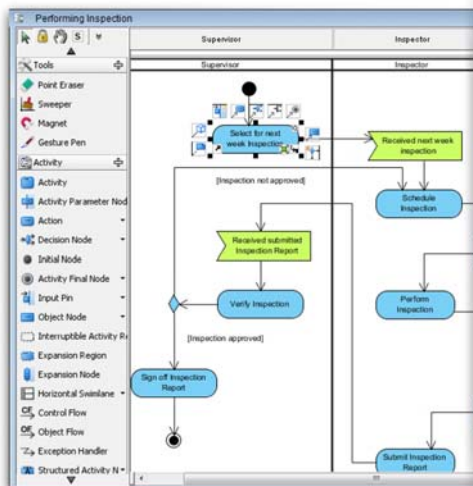 Performing Inspection
S
Supervisor
Inspector
Supervisor
Inspector
Tools
Point Eraser
Sweeper
Magnet
Gesture Pen
Activity
Activity
Activity Parameter Nod
Action
Decision Node
Initial Node
Activity Final Node
Input Pin
Object Node
Interruptible Activity Re
Expansion Region
Expansion Node
Horizontal Swimlane
CF Control Flow
OF Object Flow
Exception Handler
Structured Activity N
Select for next
week Inspection
Received next week
inspection
[Inspection not approved]
Schedule
Inspection
Received submitted
Inspection Report
Verify Inspection
Perform
Inspection
[Inspection approved]
Sign off Inspection
Report
Submit Inspection
Report